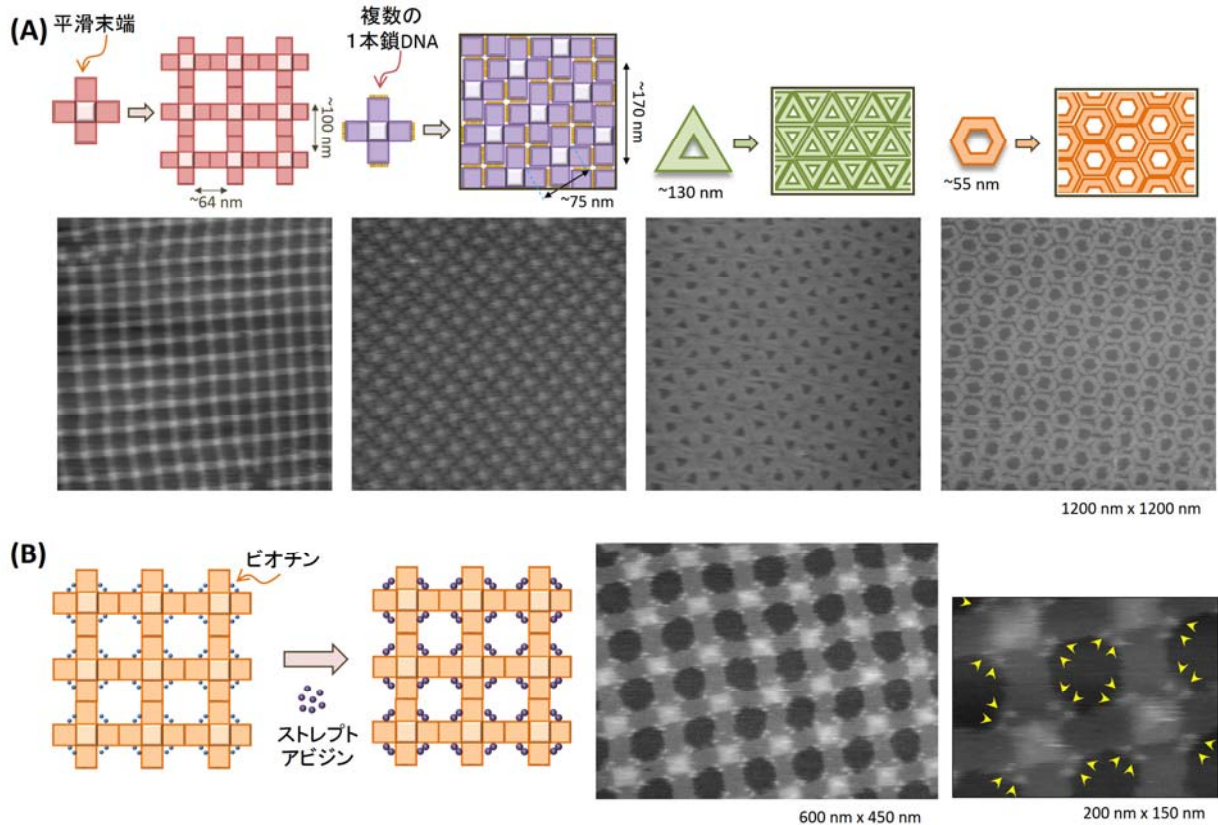 (A)
平滑末端
~100 nm
~64 nm
複数の
1本鎖DNA
~170 nm
~75 nm
~130 nm
~55 nm
1200 nm x 1200 nm
(B)
ビオチン
ストレプト
アビジン
600 nm x 450 nm
200 nm x 150 nm